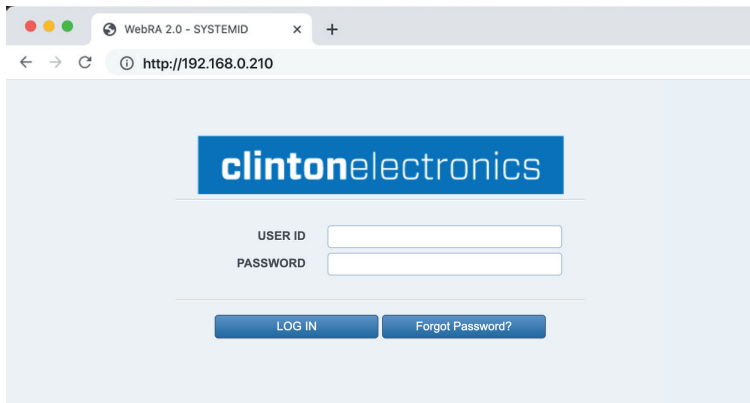 WebRA 2.0 - SYSTEMID
http://192.168.0.210
clintonelectronics
USER ID
PASSWORD
LOG IN Forgot Password?